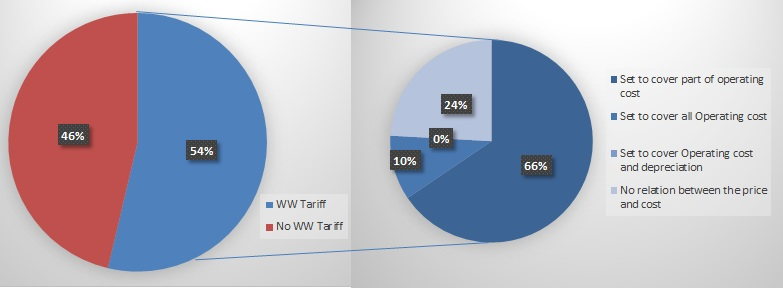 46%
54%
WW Tariff
No WW Tariff
24%
0%
10%
66%
Set to cover part of operating
cost
Set to cover all Operating cost
Set to cover Operating cost
and depreciation
No relation between the price
and cost